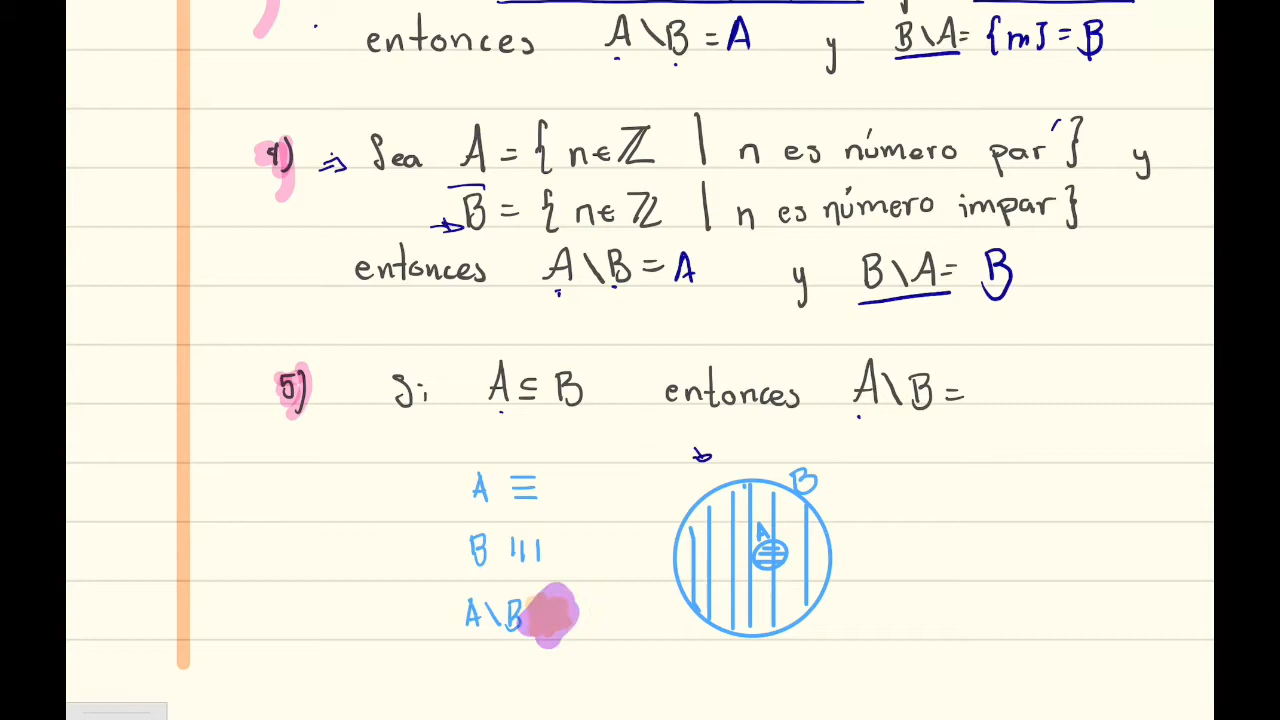 entonces A \ B = A y B \ A = {m} = B
4) ⇒ Sea A = { n ∈ ℤ | n es número par } y
→ B = { n ∈ ℤ | n es número impar }
entonces A \ B = A y B \ A = B
5) Si A ⊆ B entonces A \ B =
A ≡
B |||
A \ B
B
A